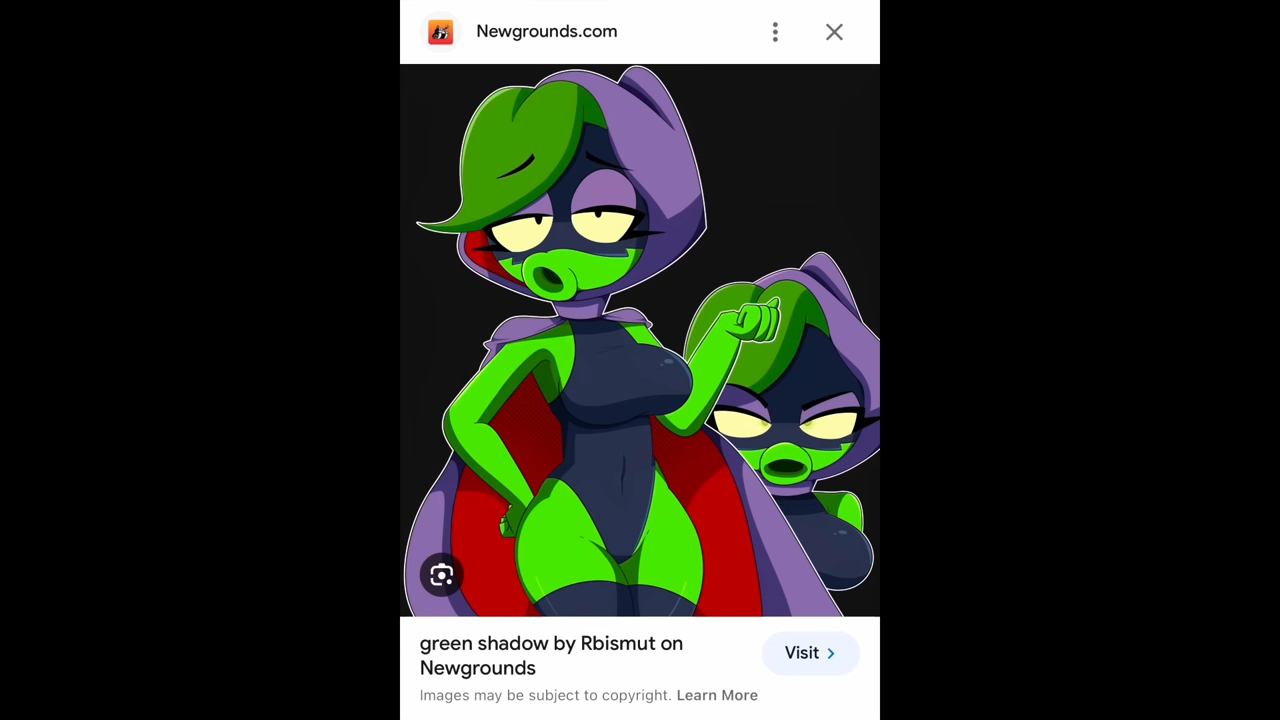 Newgrounds.com
green shadow by Rbismut on
Newgrounds
Visit
Images may be subject to copyright. Learn More